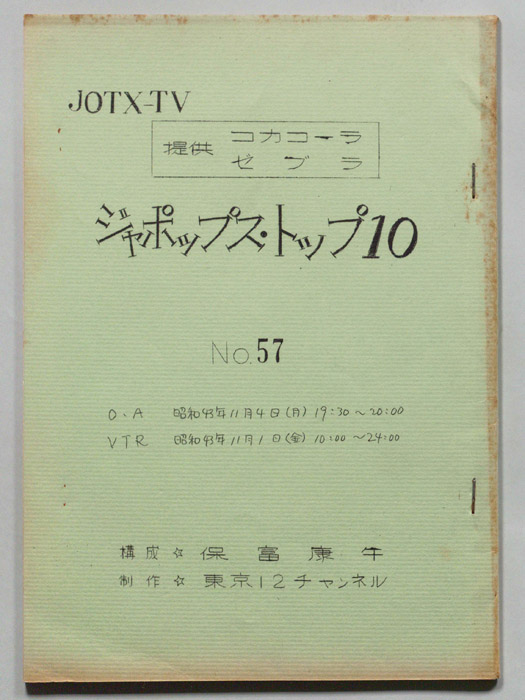 JOTX-TV
提供 コカコーラ
ゼブラ
ジャポップス・トップ10
No.57
O.A 昭和43年11月4日(月) 19:30~20:00
VTR 昭和43年11月1日(金) 10:00~24:00
構成☆ 保富康午
制作☆ 東京12チャンネル